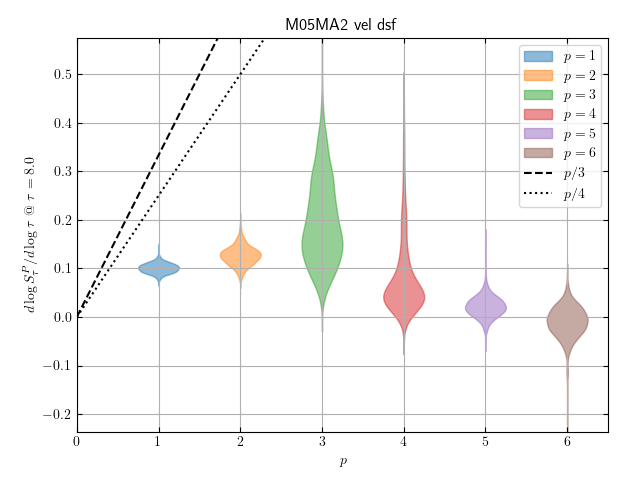 M05MA2 vel dsf
d log S_τ^P / d log τ @ τ = 8.0
0.5
0.4
0.3
0.2
0.1
0.0
−0.1
−0.2
0 1 2 3 4 5 6
p
p = 1
p = 2
p = 3
p = 4
p = 5
p = 6
p/3
p/4